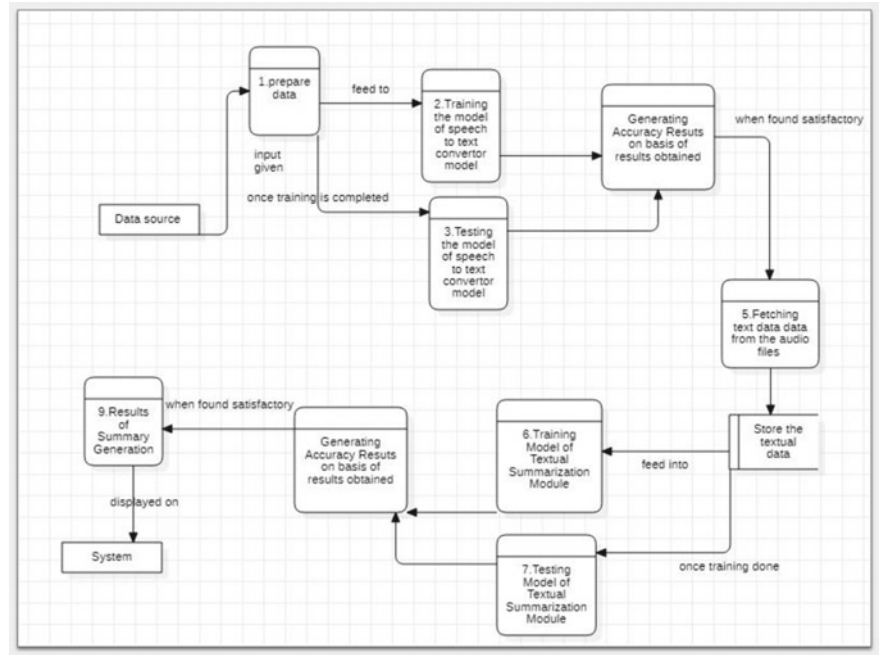 1.prepare
data
feed to
2.Training
the model
of speech
to text
convertor
model
Generating
Accuracy Resuts
on basis of
results obtained
when found satisfactory
input
given
once training is completed
Data source
3.Testing
the model
of speech
to text
convertor
model
5.Fetching
text data data
from the audio
files
9.Results
of
Summary
Generation
when found satisfactory
Generating
Accuracy Resuts
on basis of
results obtained
6.Training
Model of
Textual
Summarization
Module
feed into
Store the
textual
data
displayed on
System
7.Testing
Model of
Textual
Summarization
Module
once training done